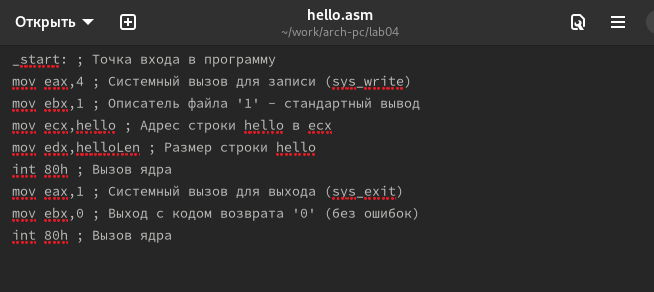 Открыть
hello.asm
~/work/arch-pc/lab04
_start: ; Точка входа в программу
mov eax,4 ; Системный вызов для записи (sys_write)
mov ebx,1 ; Описатель файла '1' - стандартный вывод
mov ecx,hello ; Адрес строки hello в ecx
mov edx,helloLen ; Размер строки hello
int 80h ; Вызов ядра
mov eax,1 ; Системный вызов для выхода (sys_exit)
mov ebx,0 ; Выход с кодом возврата '0' (без ошибок)
int 80h ; Вызов ядра